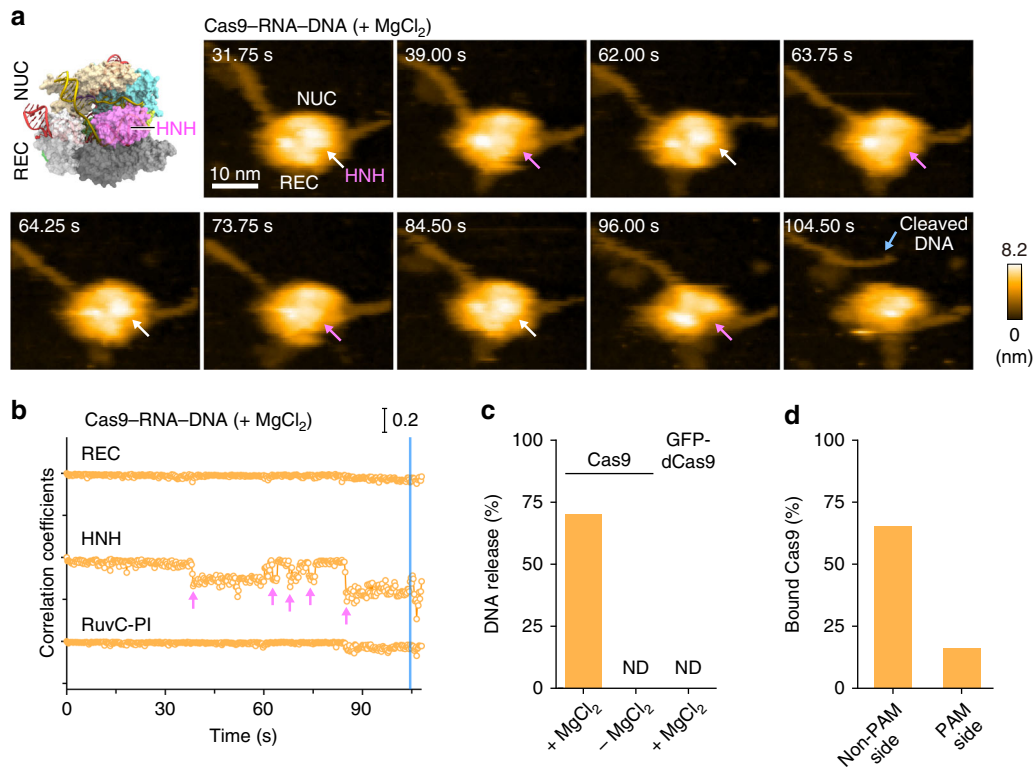 a
Cas9–RNA–DNA (+ MgCl2)
NUC
REC
HNH
31.75 s
NUC
REC
HNH
10 nm
39.00 s
62.00 s
63.75 s
64.25 s
73.75 s
84.50 s
96.00 s
104.50 s
Cleaved
DNA
8.2
0
(nm)
b
Cas9–RNA–DNA (+ MgCl2)
0.2
REC
HNH
RuvC-PI
Correlation coefficients
0
30
60
90
Time (s)
c
Cas9
GFP-
dCas9
100
75
50
25
0
DNA release (%)
ND
ND
+ MgCl2
– MgCl2
+ MgCl2
d
100
75
50
25
0
Bound Cas9 (%)
Non-PAM
side
PAM
side